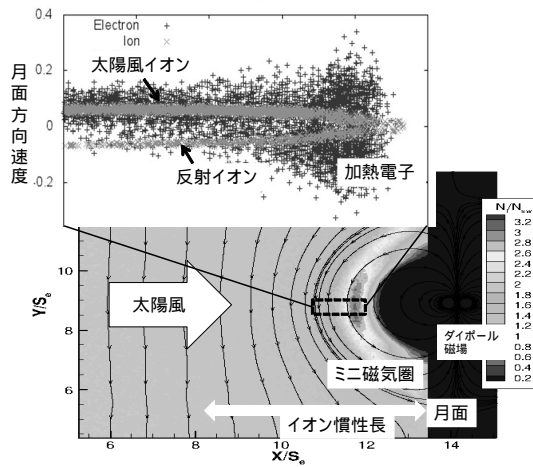 Electron
Ion
太陽風イオン
反射イオン
加熱電子
月面方向速度
0.4
0.2
0
0.2
N/Nsw
3.2
3
2.8
2.6
2.4
2.2
2
1.8
1.6
1.4
1.2
1
0.8
0.6
0.4
0.2
太陽風
ダイポール
磁場
ミニ磁気圏
イオン慣性長
月面
Y/Se
10
8
6
6
8
10
12
14
X/Se